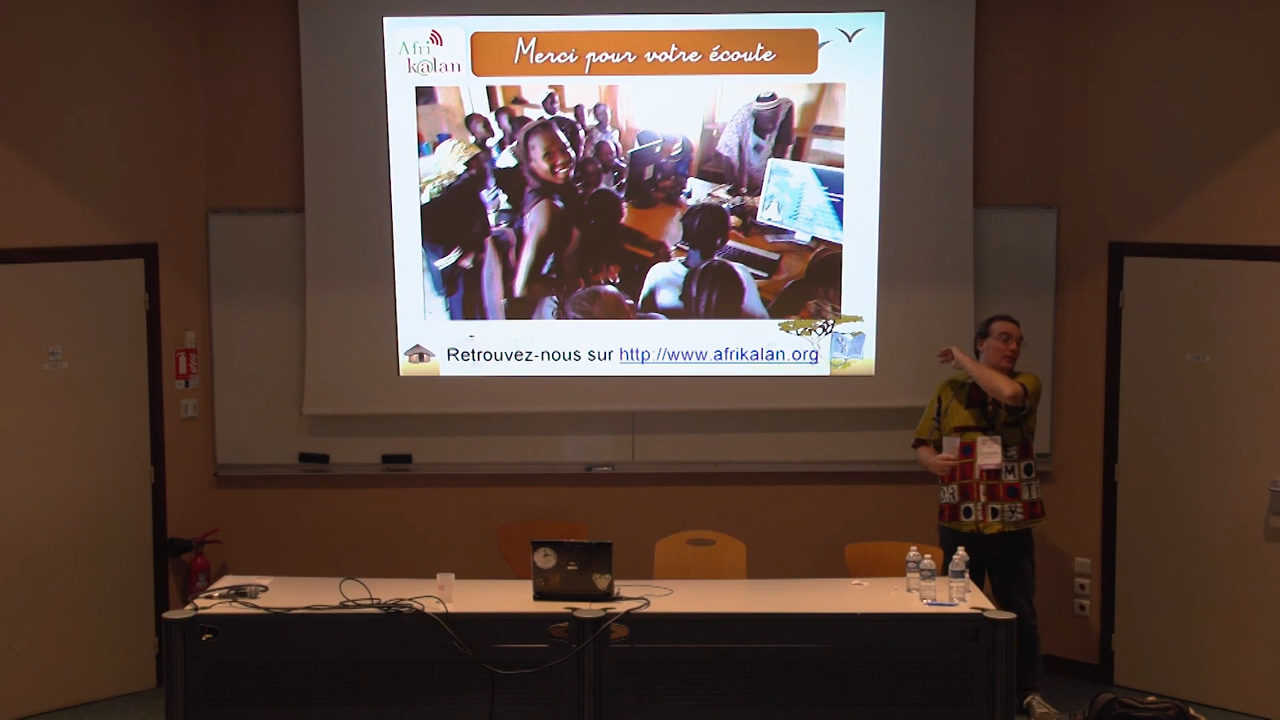 Afri
k@lan
Merci pour votre écoute
Retrouvez-nous sur http://www.afrikalan.org